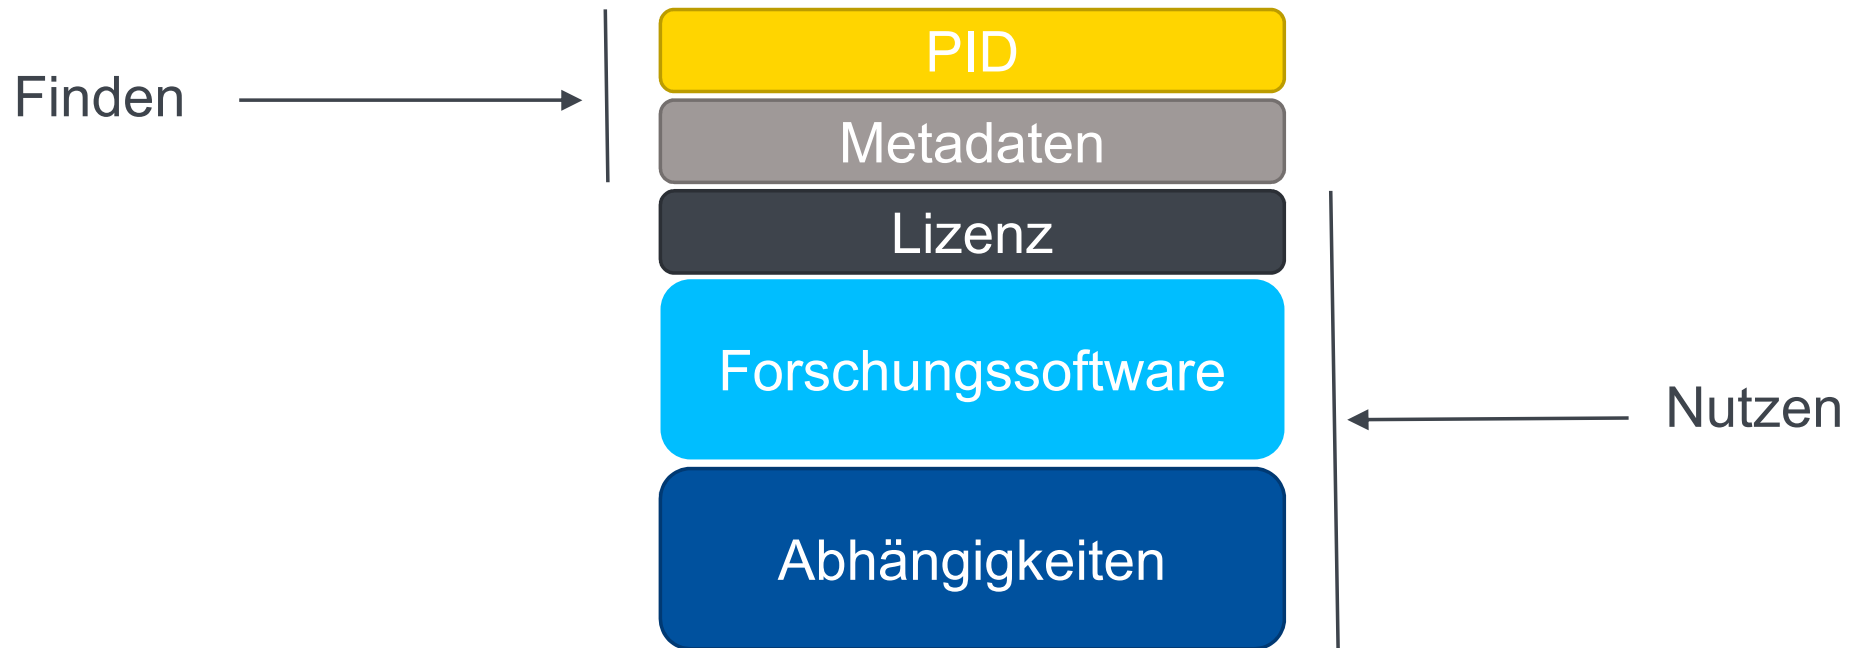 PID
Finden
Metadaten
Lizenz
Forschungssoftware
Nutzen
Abhängigkeiten